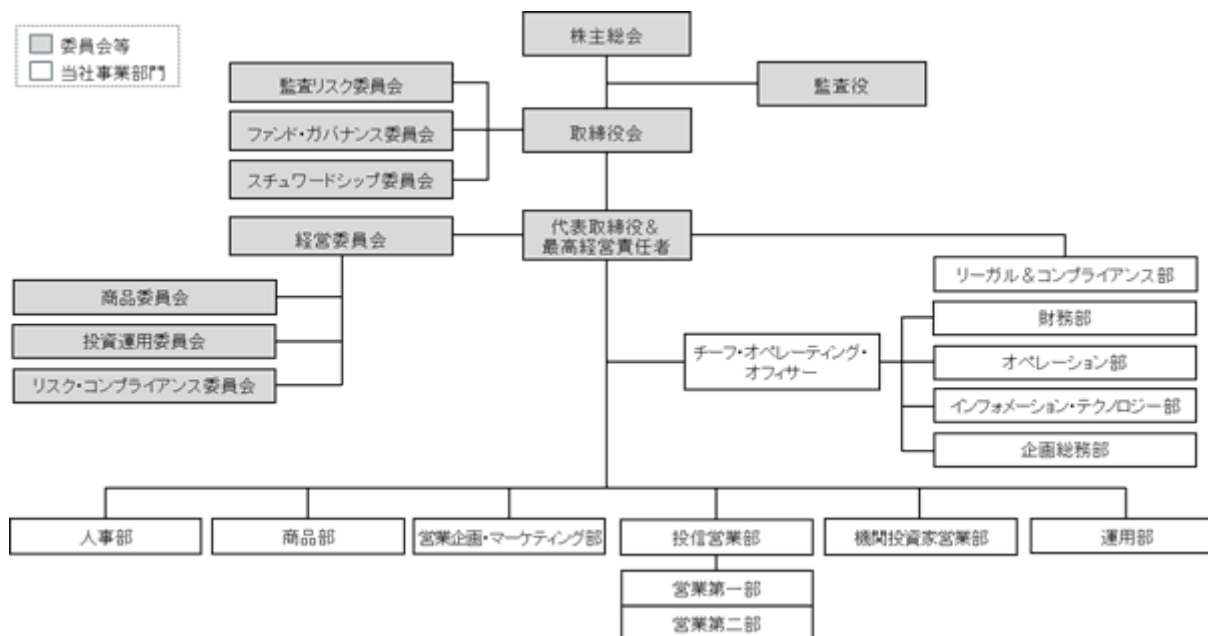 委員会等
当社事業部門
株主総会
監査役
監査リスク委員会
ファンド・ガバナンス委員会
スチュワードシップ委員会
取締役会
経営委員会
代表取締役&
最高経営責任者
商品委員会
投資運用委員会
リスク・コンプライアンス委員会
リーガル&コンプライアンス部
チーフ・オペレーティング・
オフィサー
財務部
オペレーション部
インフォメーション・テクノロジー部
企画総務部
人事部
商品部
営業企画・マーケティング部
投信営業部
機関投資家営業部
運用部
営業第一部
営業第二部